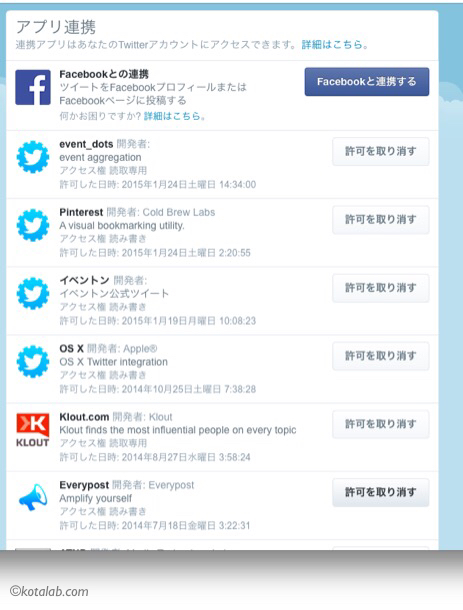 アプリ連携
連携アプリはあなたのTwitterアカウントにアクセスできます。詳細はこちら。
Facebookとの連携
ツイートをFacebookプロフィールまたは
Facebookページに投稿する
何かお困りですか? 詳細はこちら。
Facebookと連携する
event_dots 開発者:
event aggregation
アクセス権 読取専用
許可した日時: 2015年1月24日土曜日 14:34:00
許可を取り消す
Pinterest 開発者: Cold Brew Labs
A visual bookmarking utility.
アクセス権 読み書き
許可した日時: 2015年1月24日土曜日 2:20:55
許可を取り消す
イベントン 開発者:
イベントン公式ツイート
アクセス権 読み書き
許可した日時: 2015年1月19日月曜日 10:08:23
許可を取り消す
OS X 開発者: Apple®
OS X Twitter integration
アクセス権 読み書き
許可した日時: 2014年10月25日土曜日 7:38:28
許可を取り消す
KLOUT
Klout.com 開発者: Klout
Klout finds the most influential people on every topic
アクセス権 読取専用
許可した日時: 2014年8月27日水曜日 3:58:24
許可を取り消す
Everypost 開発者: Everypost
Amplify yourself
アクセス権 読み書き
許可した日時: 2014年7月18日金曜日 3:22:31
許可を取り消す
©kotalab.com